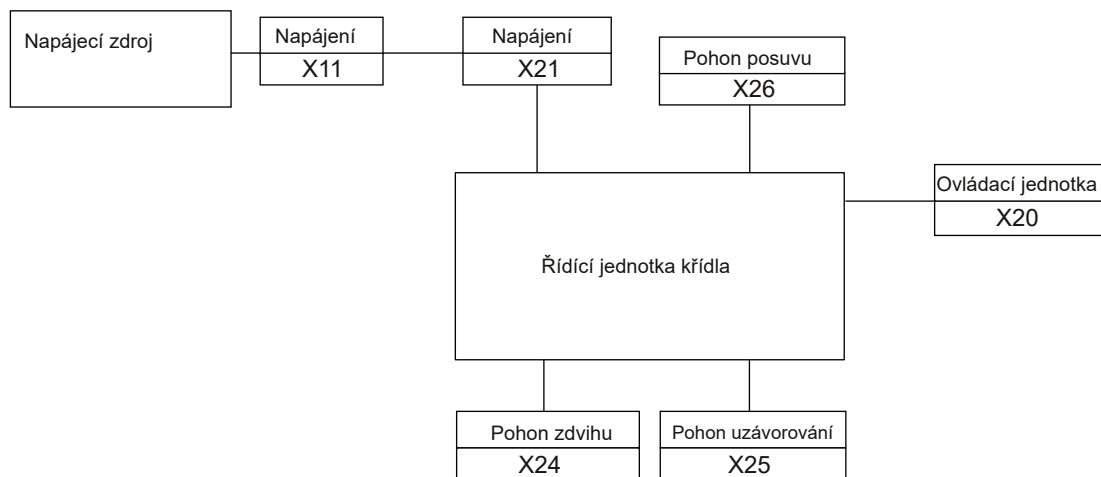 Napájecí zdroj
Napájení
X11
Napájení
X21
Pohon posuvu
X26
Ovládací jednotka
X20
Řídící jednotka křídla
Pohon zdvihu
X24
Pohon uzávorování
X25